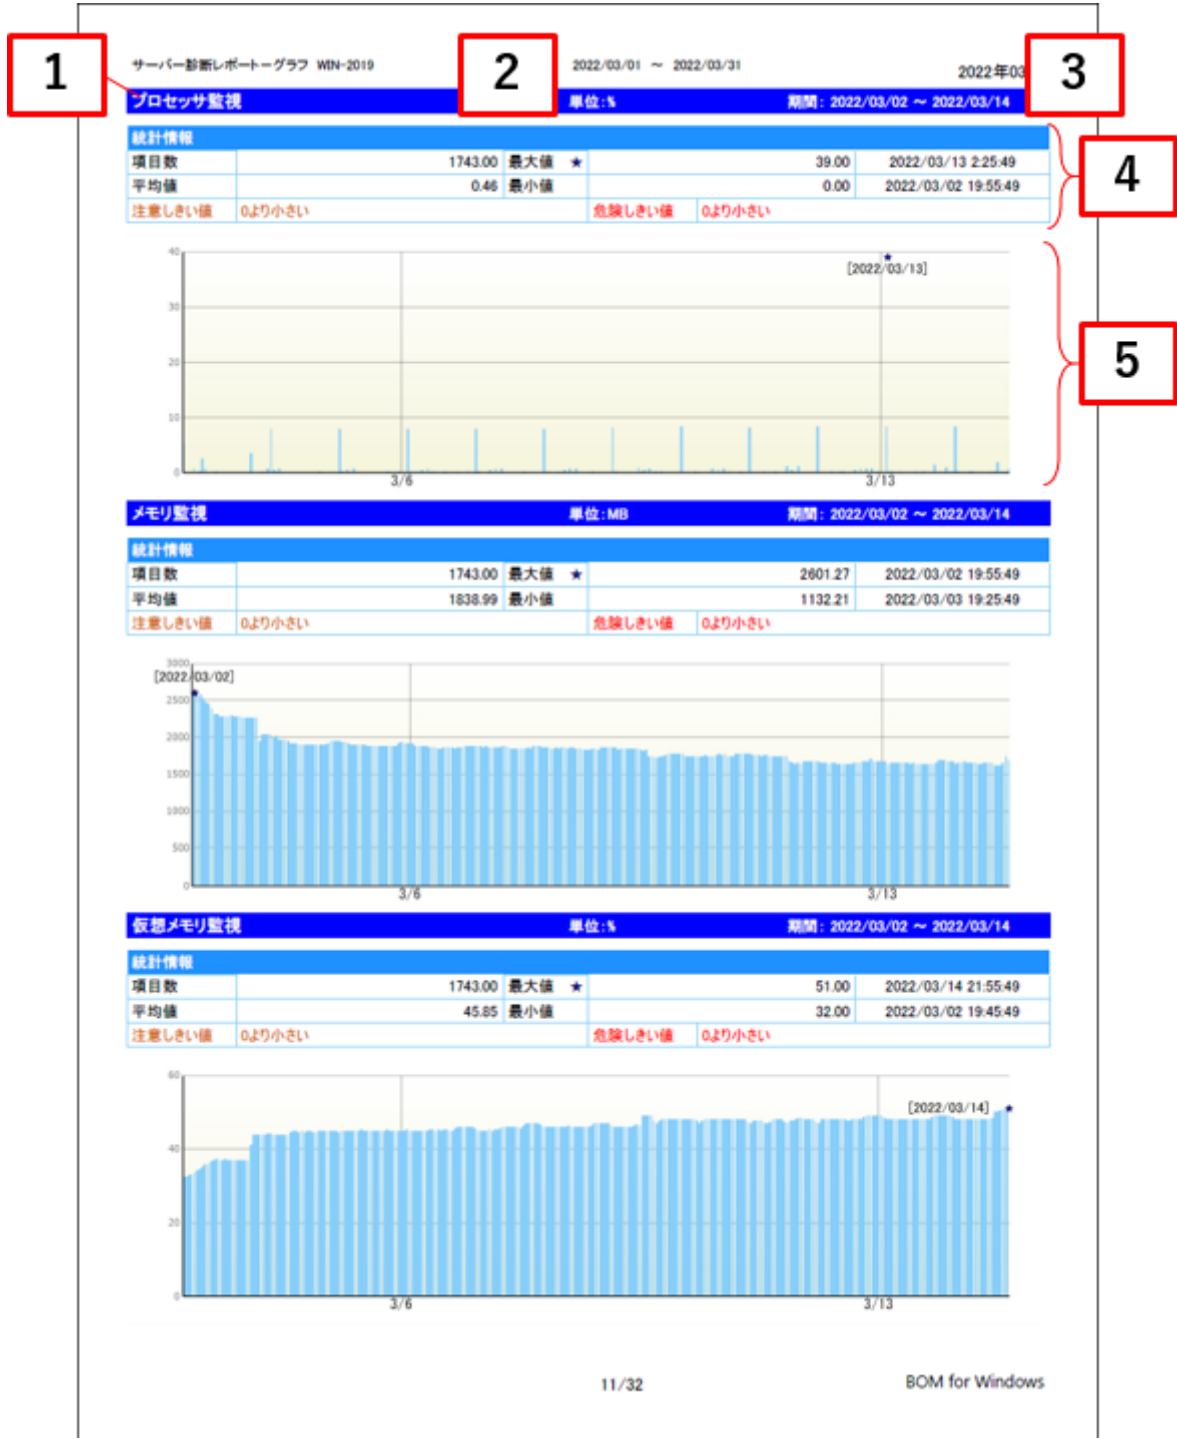 1
2
3
サーバー診断レポートーグラフ WIN-2019
2022/03/01 ～ 2022/03/31
2022年03
プロセッサ監視 単位:% 期間: 2022/03/02 ～ 2022/03/14
4
統計情報
項目数 1743.00 最大値 ★ 39.00 2022/03/13 2:25:49
平均値 0.46 最小値 0.00 2022/03/02 19:55:49
注意しきい値 0より小さい 危険しきい値 0より小さい
5
40
[2022/03/13]
30
20
10
0
3/6 3/13
メモリ監視 単位:MB 期間: 2022/03/02 ～ 2022/03/14
統計情報
項目数 1743.00 最大値 ★ 2601.27 2022/03/02 19:55:49
平均値 1838.99 最小値 1132.21 2022/03/03 19:25:49
注意しきい値 0より小さい 危険しきい値 0より小さい
3000
[2022/03/02]
2500
2000
1500
1000
500
0
3/6 3/13
仮想メモリ監視 単位:% 期間: 2022/03/02 ～ 2022/03/14
統計情報
項目数 1743.00 最大値 ★ 51.00 2022/03/14 21:55:49
平均値 45.85 最小値 32.00 2022/03/02 19:45:49
注意しきい値 0より小さい 危険しきい値 0より小さい
60
[2022/03/14]
40
20
0
3/6 3/13
11/32
BOM for Windows